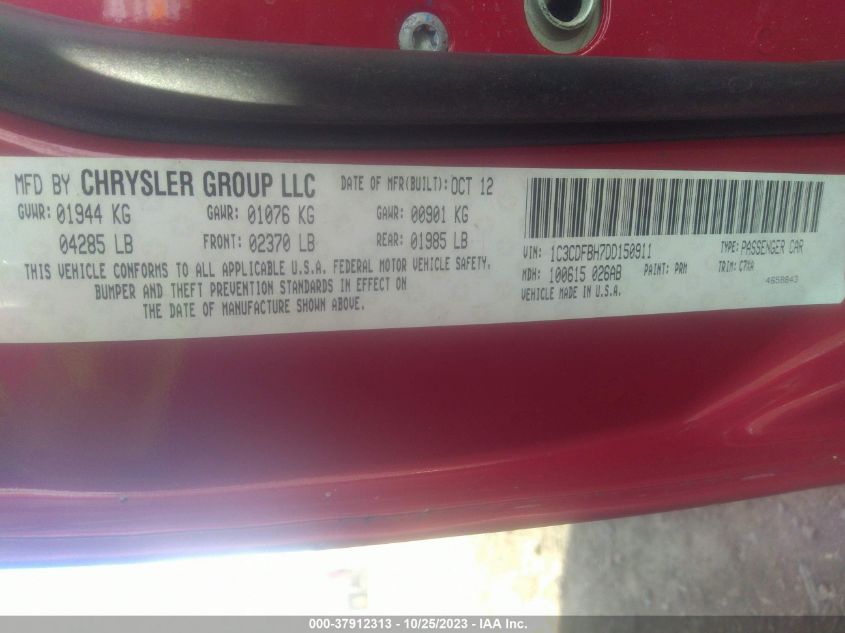 MFD BY CHRYSLER GROUP LLC DATE OF MFR(BUILT): OCT 12
GVWR: 01944 KG GAWR: 01076 KG GAWR: 00901 KG
04285 LB FRONT: 02370 LB REAR: 01985 LB
THIS VEHICLE CONFORMS TO ALL APPLICABLE U.S.A. FEDERAL MOTOR VEHICLE SAFETY,
BUMPER AND THEFT PREVENTION STANDARDS IN EFFECT ON
THE DATE OF MANUFACTURE SHOWN ABOVE.
VIN: 1C3CDFBH7DD150911 TYPE: PASSENGER CAR
MDH: 100615 026AB PAINT: PRM TRIM: C7XA
VEHICLE MADE IN U.S.A. 4658843
000-37912313 - 10/25/2023 - IAA Inc.